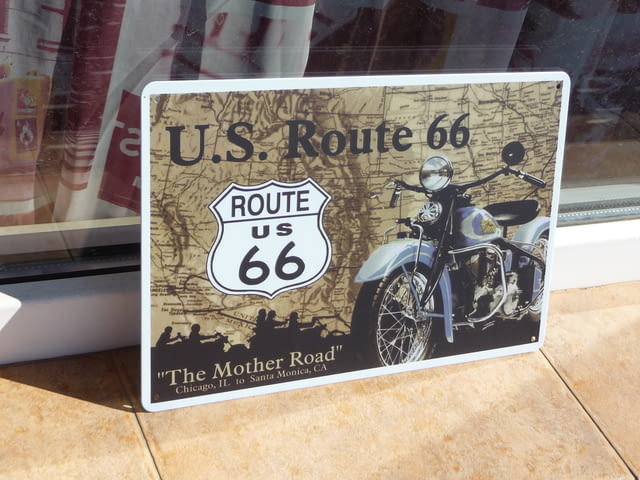 U.S. Route 66
ROUTE
US
66
"The Mother Road"
Chicago, IL to Santa Monica, CA